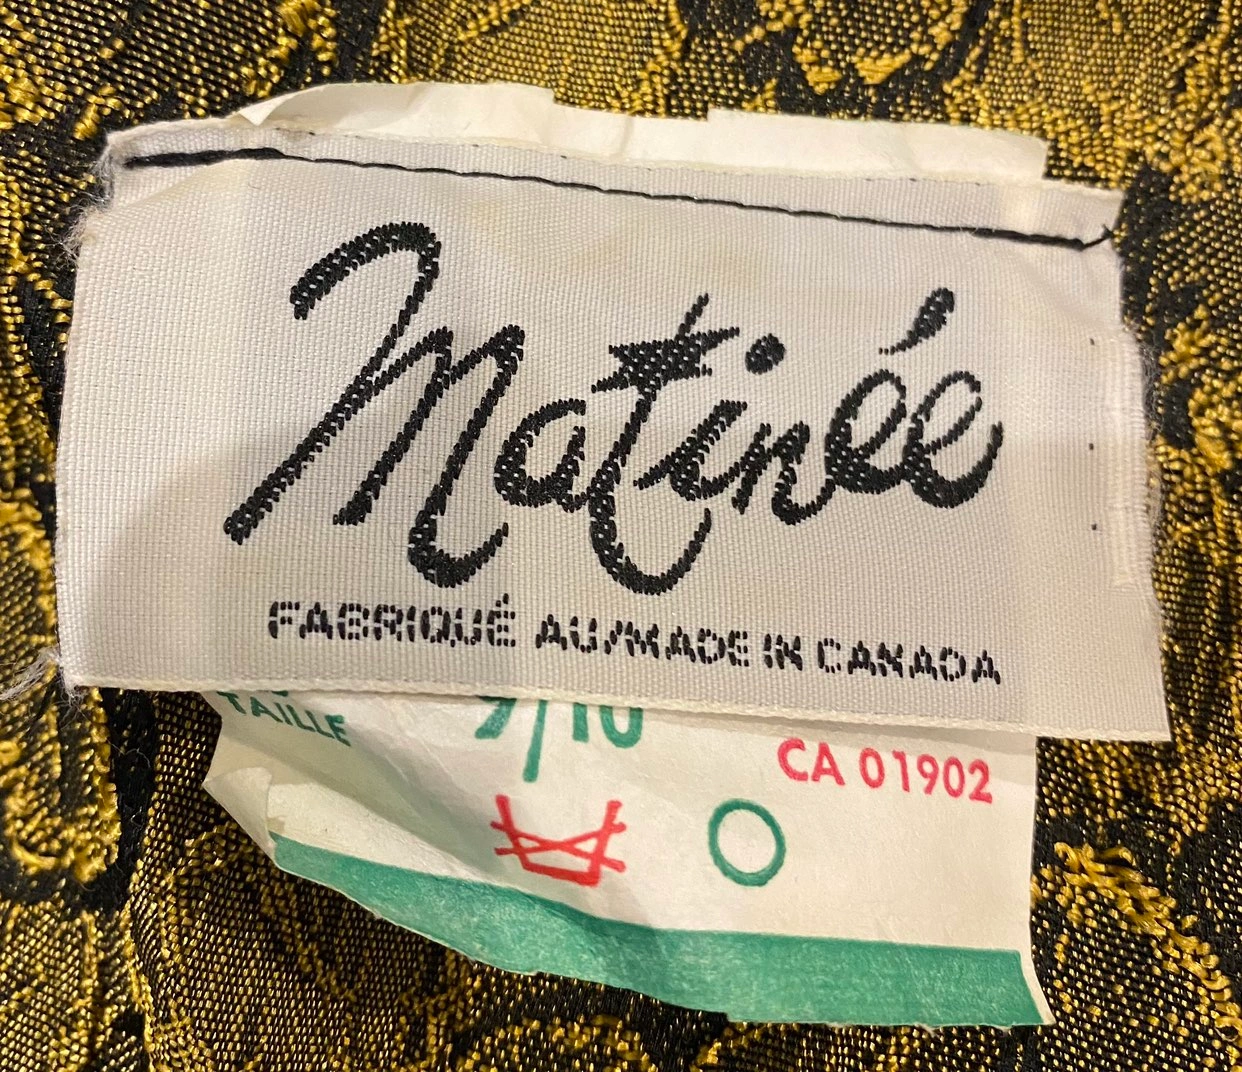 Matinée
FABRIQUÉ AU/MADE IN CANADA
TAILLE 9/10
CA 01902